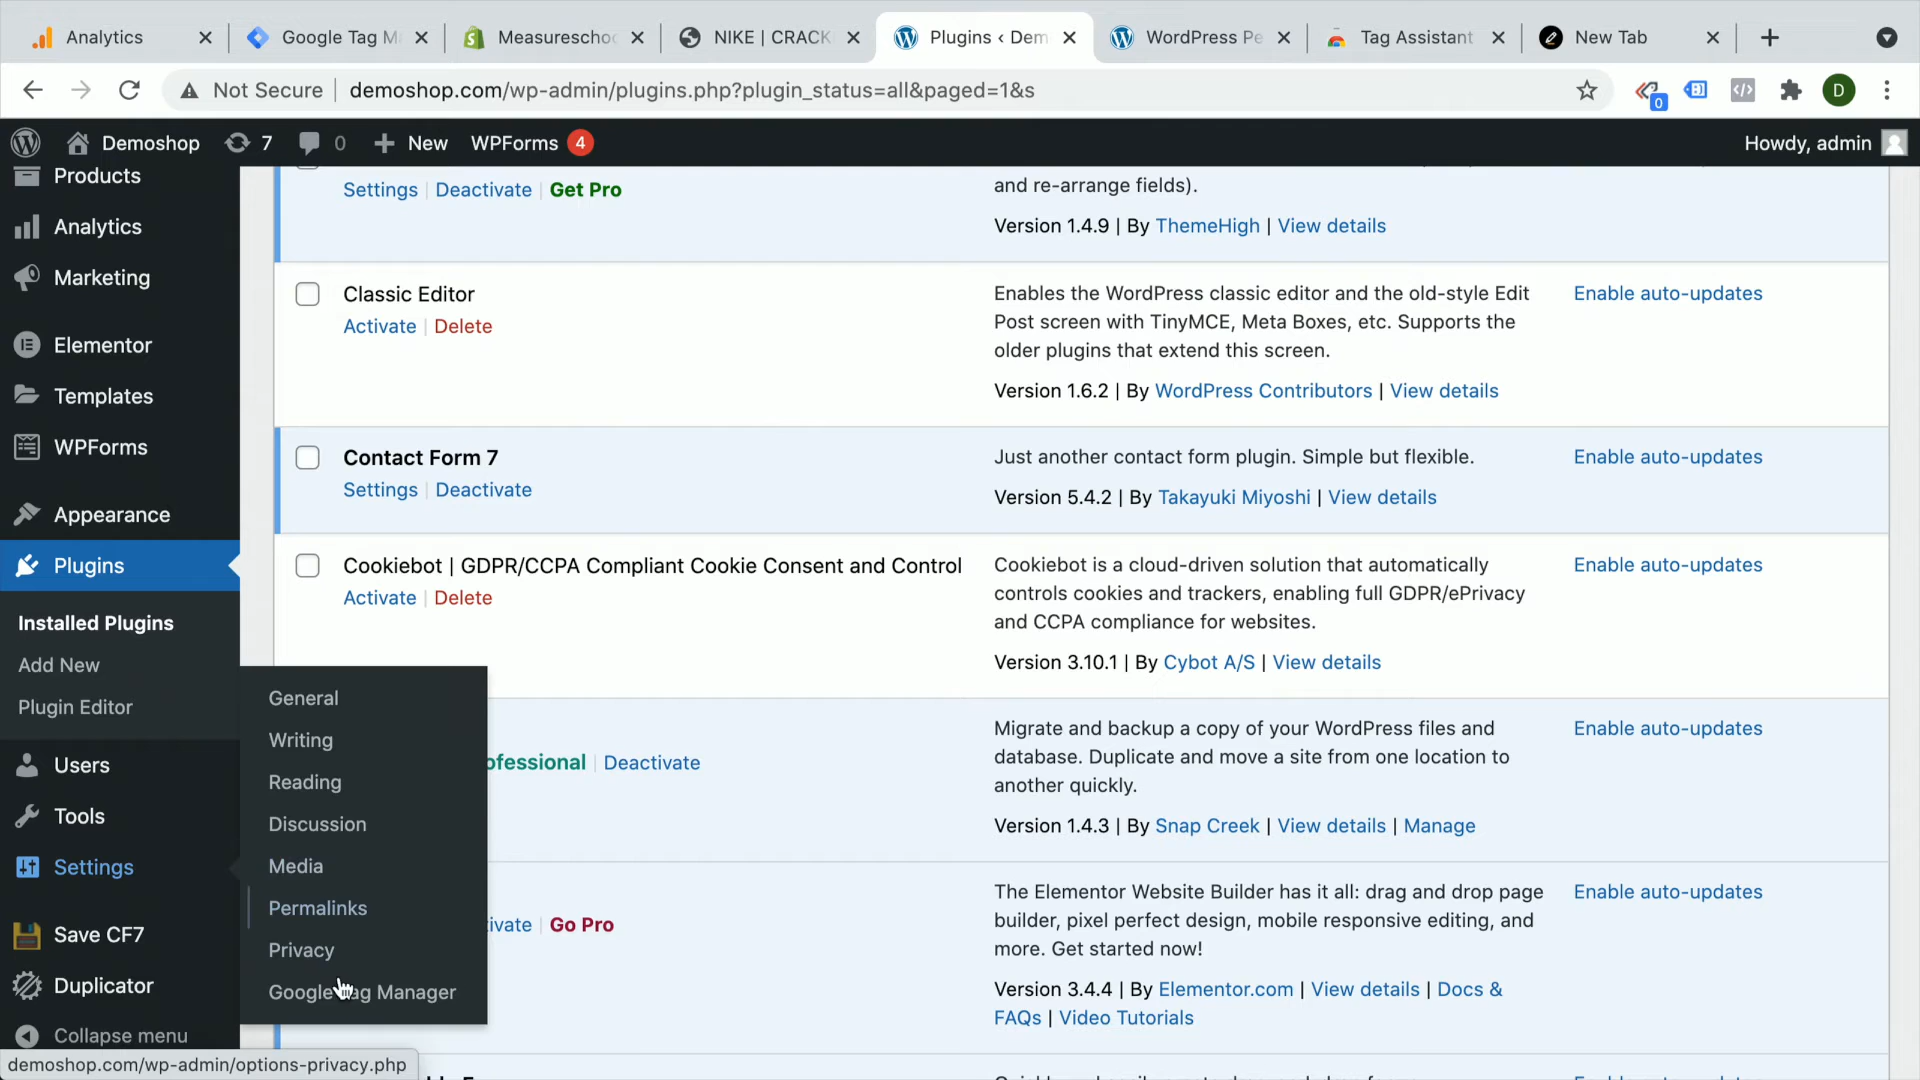 Analytics
Google Tag M
Measurescho
NIKE | CRACK
Plugins ‹ Dem
WordPress Pe
Tag Assistant
New Tab
Not Secure
demoshop.com/wp-admin/plugins.php?plugin_status=all&paged=1&s
0
D
Demoshop
7
0
New
WPForms 4
Howdy, admin
Products
Analytics
Marketing
Elementor
Templates
WPForms
Appearance
Plugins
Installed Plugins
Add New
Plugin Editor
Users
Tools
Settings
Save CF7
Duplicator
Collapse menu
General
Writing
Reading
Discussion
Media
Permalinks
Privacy
Google Tag Manager
demoshop.com/wp-admin/options-privacy.php
Settings | Deactivate | Get Pro
and re-arrange fields).
Version 1.4.9 | By ThemeHigh | View details
Classic Editor
Activate | Delete
Enables the WordPress classic editor and the old-style Edit
Post screen with TinyMCE, Meta Boxes, etc. Supports the
older plugins that extend this screen.
Version 1.6.2 | By WordPress Contributors | View details
Enable auto-updates
Contact Form 7
Settings | Deactivate
Just another contact form plugin. Simple but flexible.
Version 5.4.2 | By Takayuki Miyoshi | View details
Enable auto-updates
Cookiebot | GDPR/CCPA Compliant Cookie Consent and Control
Activate | Delete
Cookiebot is a cloud-driven solution that automatically
controls cookies and trackers, enabling full GDPR/ePrivacy
and CCPA compliance for websites.
Version 3.10.1 | By Cybot A/S | View details
Enable auto-updates
ofessional | Deactivate
Migrate and backup a copy of your WordPress files and
database. Duplicate and move a site from one location to
another quickly.
Version 1.4.3 | By Snap Creek | View details | Manage
Enable auto-updates
ivate | Go Pro
The Elementor Website Builder has it all: drag and drop page
builder, pixel perfect design, mobile responsive editing, and
more. Get started now!
Version 3.4.4 | By Elementor.com | View details | Docs &
FAQs | Video Tutorials
Enable auto-updates